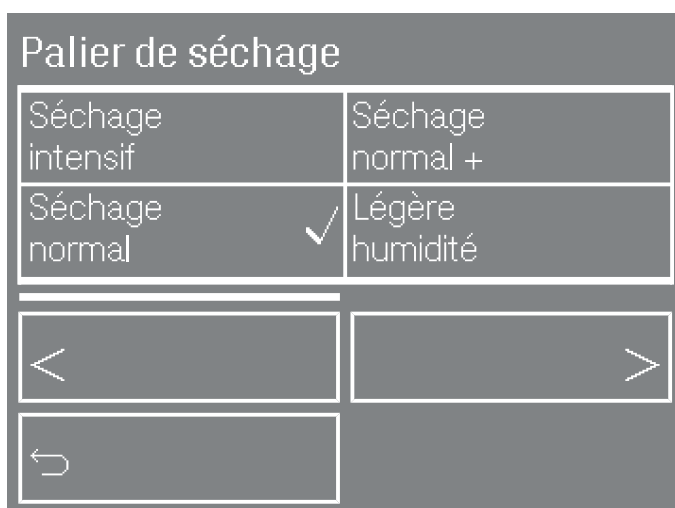 Palier de séchage
Séchage
intensif
Séchage
normal +
Séchage
normal
Légère
humidité
<
>